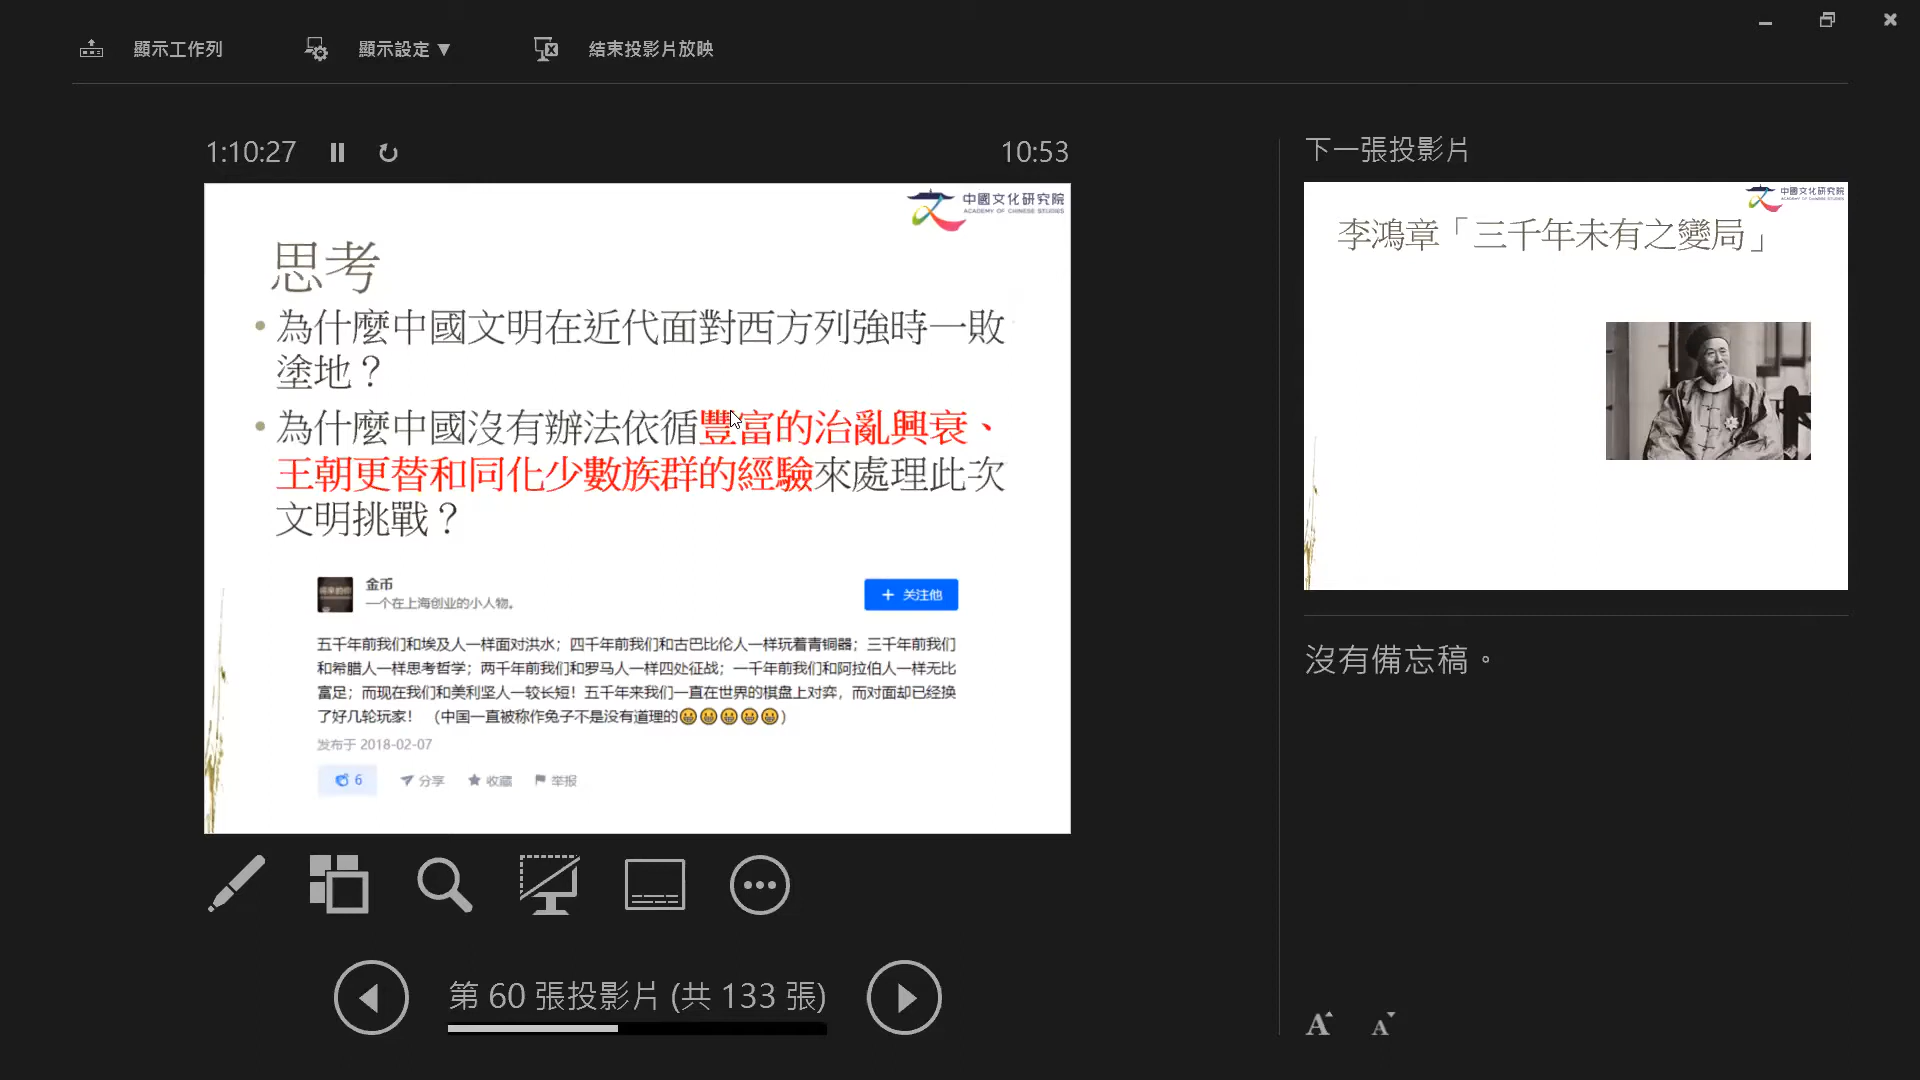 顯示工作列
顯示設定 ▼
結束投影片放映
1:10:27
10:53
中國文化研究院
ACADEMY OF CHINESE STUDIES
思考
• 為什麼中國文明在近代面對西方列強時一敗
塗地？
• 為什麼中國沒有辦法依循豐富的治亂興衰、
王朝更替和同化少數族群的經驗來處理此次
文明挑戰？
金币
一个在上海创业的小人物。
+ 关注他
五千年前我们和埃及人一样面对洪水；四千年前我们和古巴比伦人一样玩着青铜器；三千年前我们
和希腊人一样思考哲学；两千年前我们和罗马人一样四处征战；一千年前我们和阿拉伯人一样无比
富足；而现在我们和美利坚人一较长短！五千年来我们一直在世界的棋盘上对弈，而对面却已经换
了好几轮玩家！（中国一直被称作兔子不是没有道理的😀😀😀😀😀）
发布于 2018-02-07
6
分享
收藏
举报
第 60 張投影片 (共 133 張)
下一張投影片
中國文化研究院
ACADEMY OF CHINESE STUDIES
李鴻章「三千年未有之變局」
沒有備忘稿。
A
A